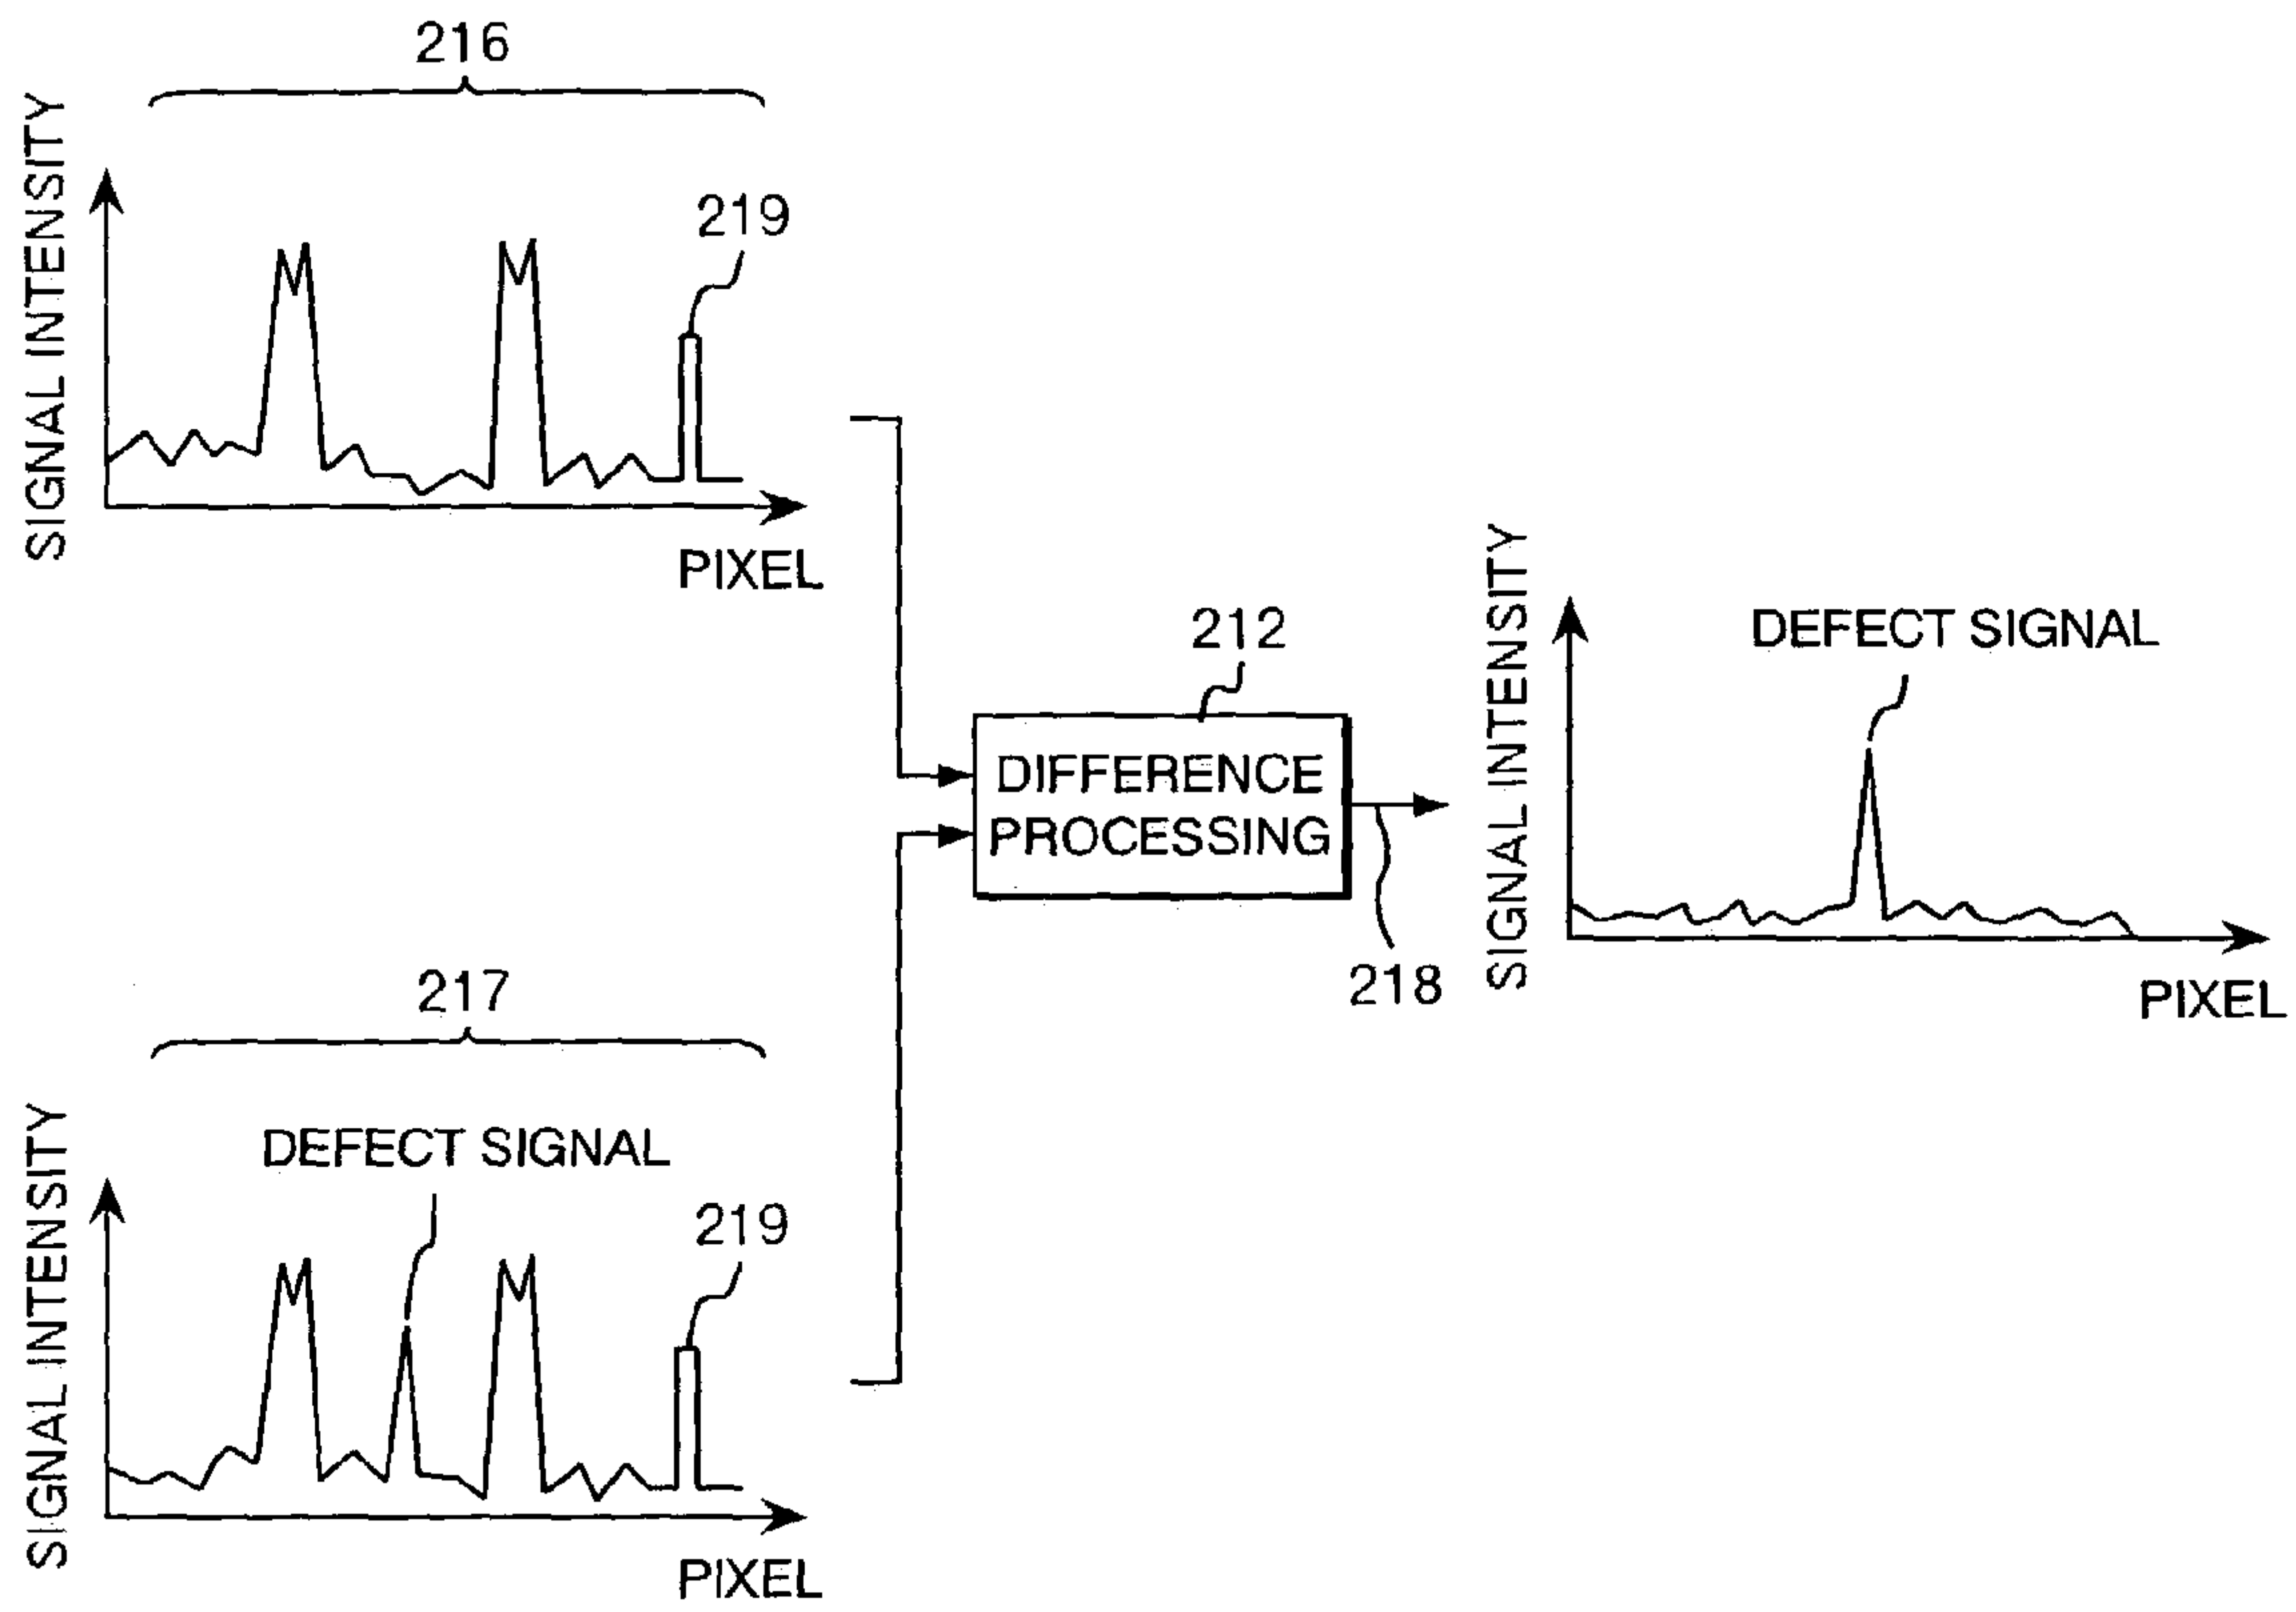 216
SIGNAL INTENSITY
219
PIXEL
212
DIFFERENCE
PROCESSING
218
SIGNAL INTENSITY
DEFECT SIGNAL
PIXEL
217
SIGNAL INTENSITY
DEFECT SIGNAL
219
PIXEL